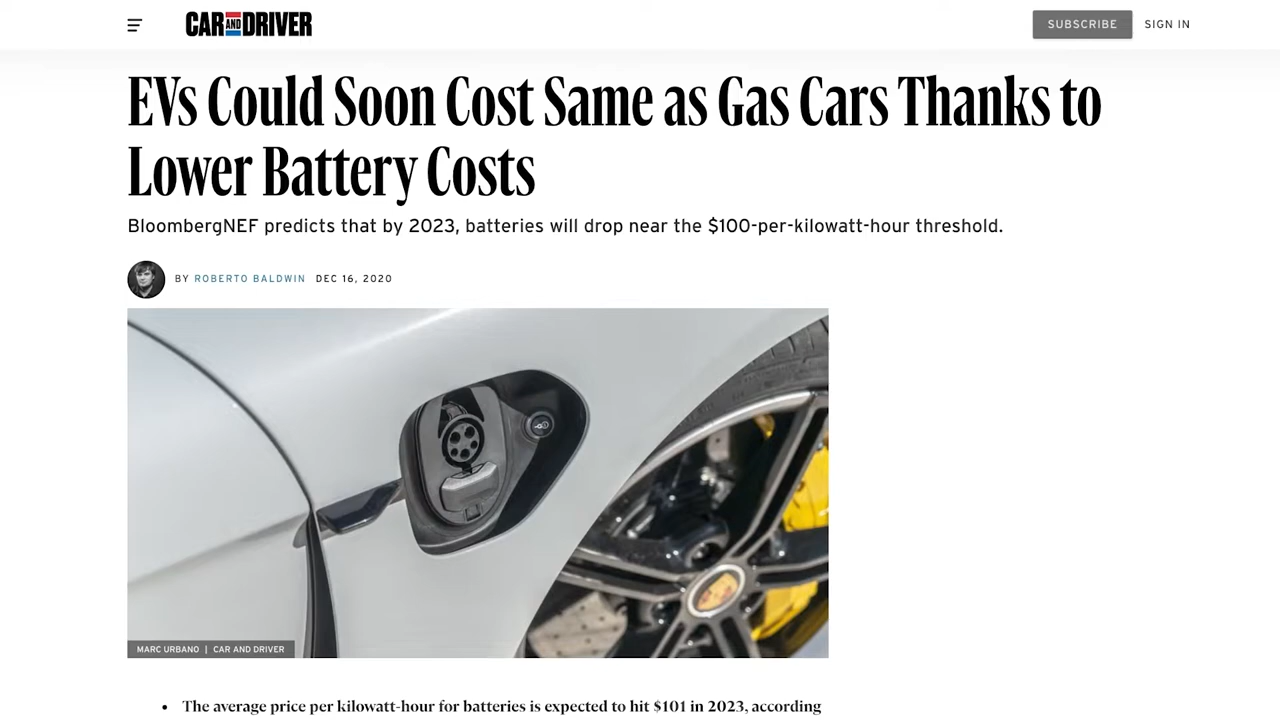 CAR AND DRIVER
SUBSCRIBE
SIGN IN
EVs Could Soon Cost Same as Gas Cars Thanks to
Lower Battery Costs
BloombergNEF predicts that by 2023, batteries will drop near the $100-per-kilowatt-hour threshold.
BY ROBERTO BALDWIN DEC 16, 2020
MARC URBANO | CAR AND DRIVER
• The average price per kilowatt-hour for batteries is expected to hit $101 in 2023, according